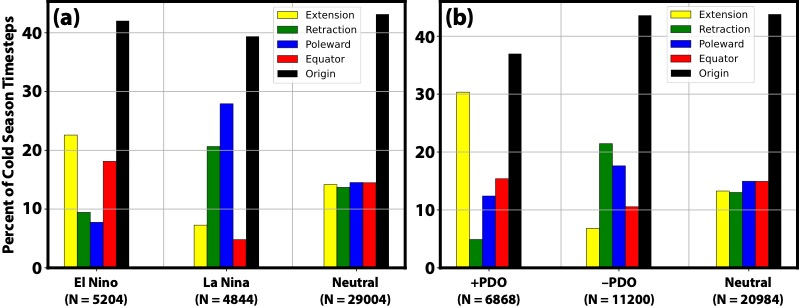 Percent of Cold Season Timesteps
(a)
Extension
Retraction
Poleward
Equator
Origin
40
30
20
10
0
El Nino
(N = 5204)
La Nina
(N = 4844)
Neutral
(N = 29004)
(b)
Extension
Retraction
Poleward
Equator
Origin
40
30
20
10
0
+PDO
(N = 6868)
−PDO
(N = 11200)
Neutral
(N = 20984)